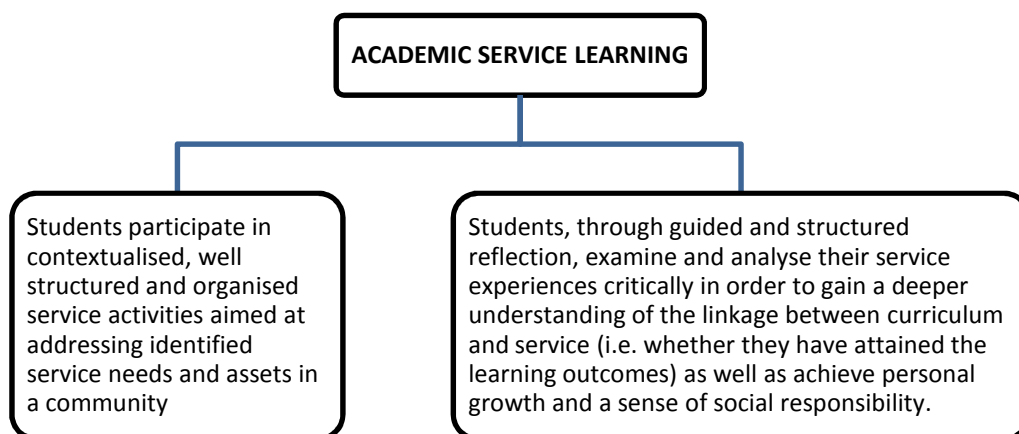 ACADEMIC SERVICE LEARNING
Students participate in
contextualised, well
structured and organised
service activities aimed at
addressing identified
service needs and assets in
a community
Students, through guided and structured
reflection, examine and analyse their service
experiences critically in order to gain a deeper
understanding of the linkage between curriculum
and service (i.e. whether they have attained the
learning outcomes) as well as achieve personal
growth and a sense of social responsibility.